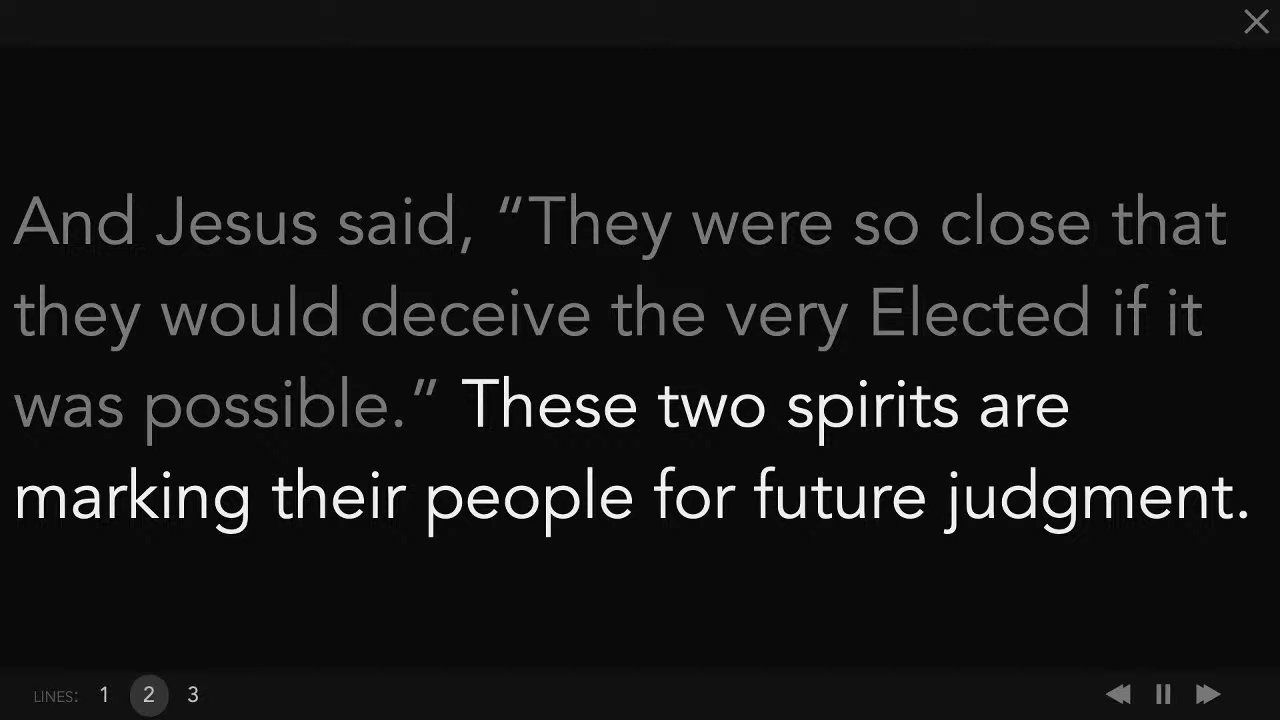 And Jesus said, “They were so close that
they would deceive the very Elected if it
was possible.” These two spirits are
marking their people for future judgment.
LINES: 1 2 3